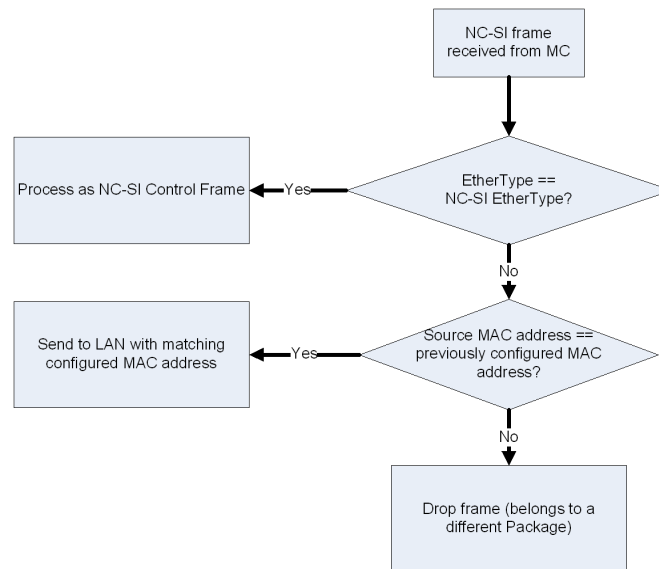 NC-SI frame
received from MC
EtherType ==
NC-SI EtherType?
Yes
Process as NC-SI Control Frame
No
Source MAC address ==
previously configured MAC
address?
Yes
Send to LAN with matching
configured MAC address
No
Drop frame (belongs to a
different Package)